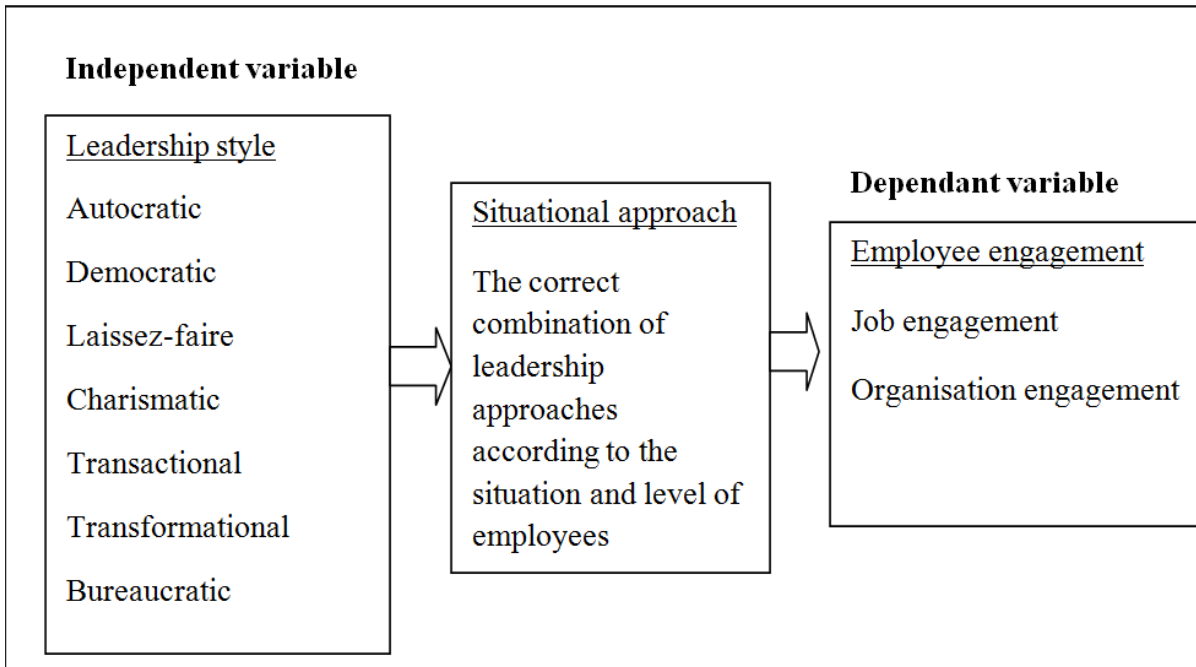 Independent variable
Leadership style
Autocratic
Democratic
Laissez-faire
Charismatic
Transactional
Transformational
Bureaucratic
Situational approach
The correct
combination of
leadership
approaches
according to the
situation and level of
employees
Dependant variable
Employee engagement
Job engagement
Organisation engagement